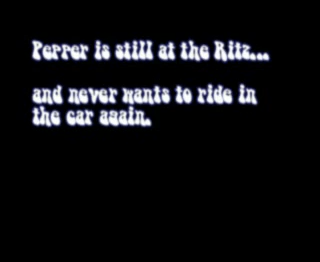 Pepper is still at the Ritz...
and never wants to ride in
the car again.